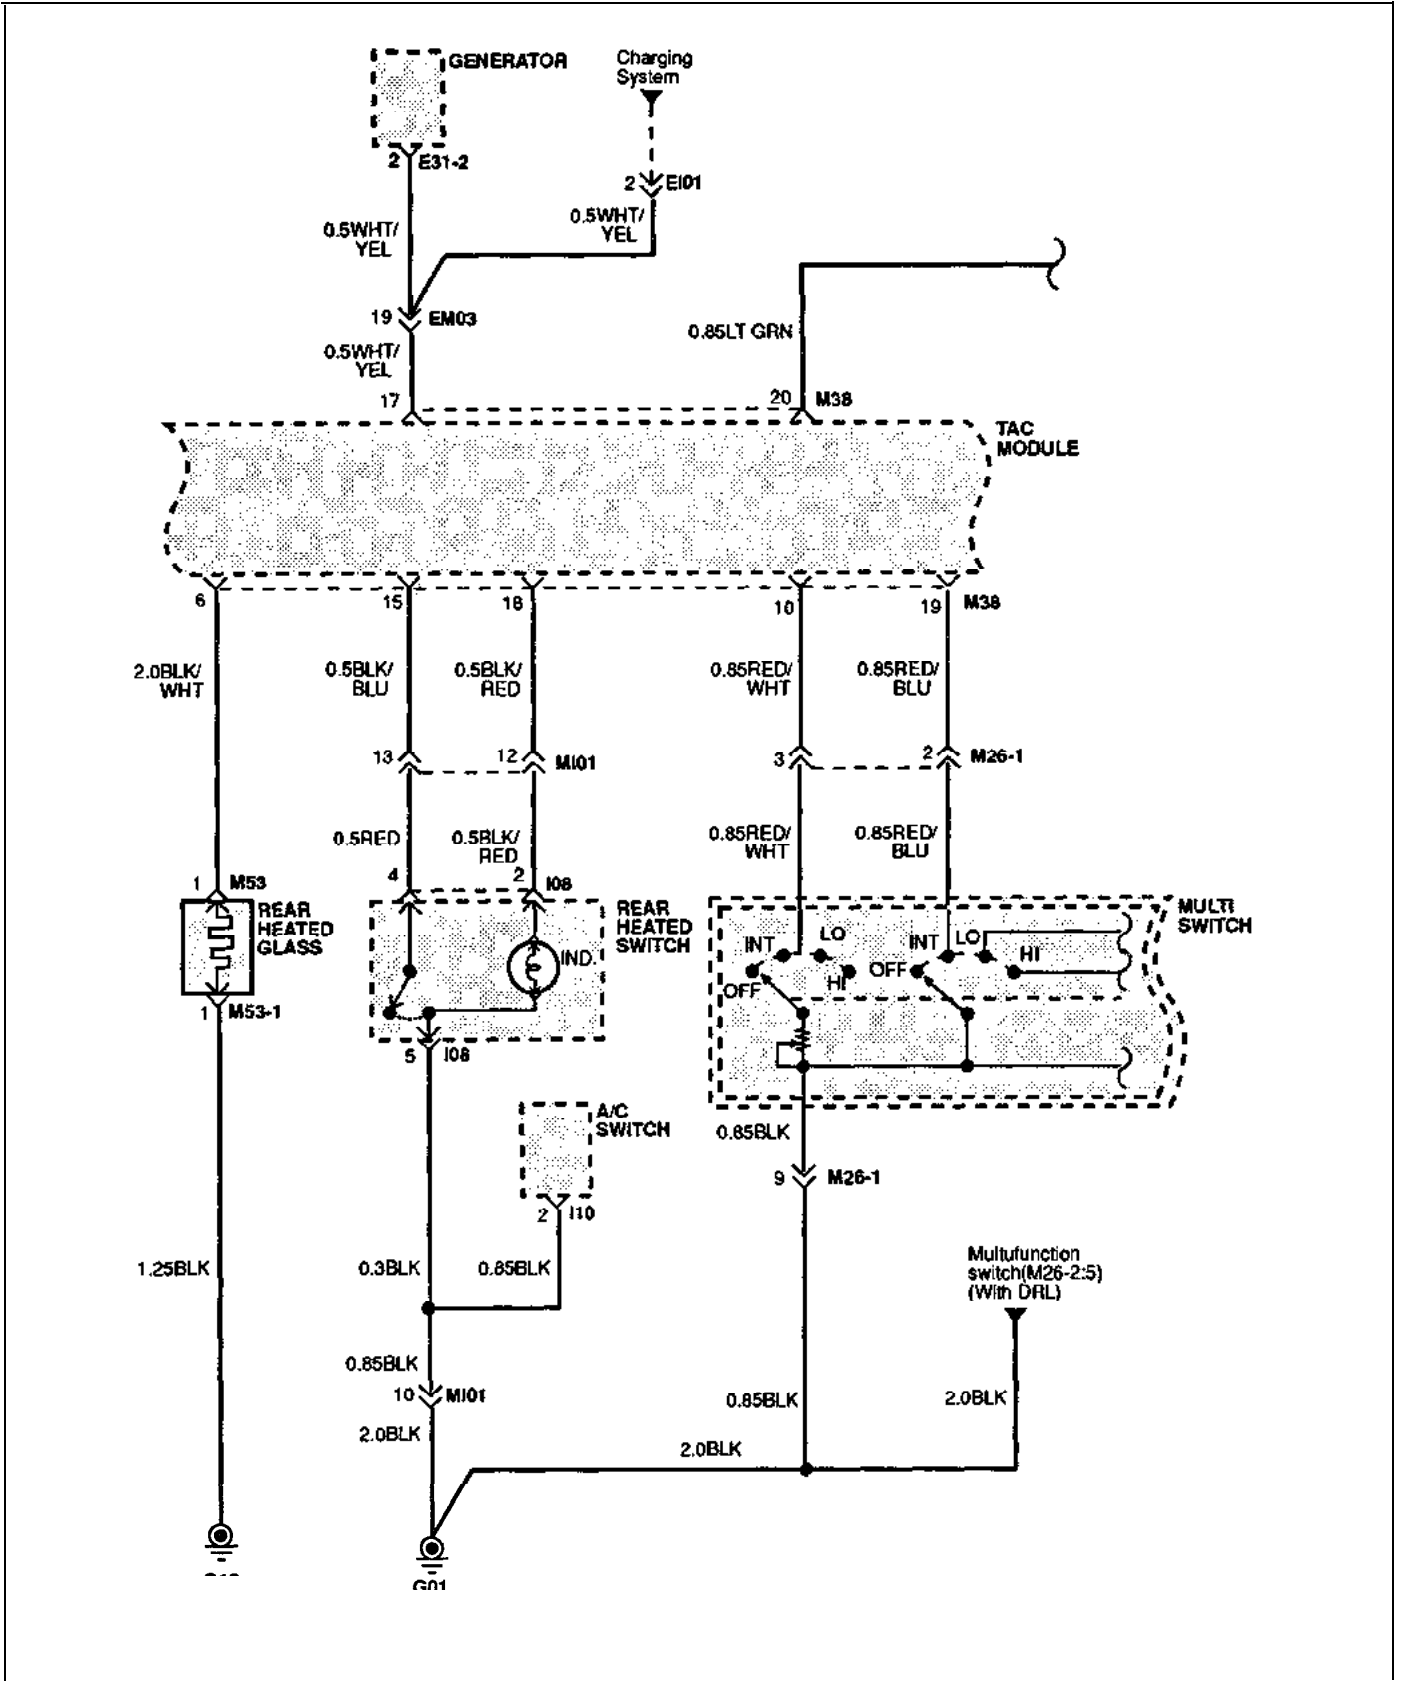 GENERATOR
Charging
System
2 E31-2
2 EI01
0.5WHT/
YEL
0.5WHT/
YEL
19 EM03
0.85LT GRN
0.5WHT/
YEL
17
20 M38
TAC
MODULE
6
15
18
10
19 M38
2.0BLK/
WHT
0.5BLK/
BLU
0.5BLK/
RED
0.85RED/
WHT
0.85RED/
BLU
13
12 MI01
3
2 M26-1
0.5RED
0.5BLK/
RED
0.85RED/
WHT
0.85RED/
BLU
1 M53
4
2 I08
REAR
HEATED
GLASS
REAR
HEATED
SWITCH
MULTI
SWITCH
IND.
INT
LO
HI
OFF
INT
LO
HI
OFF
1 M53-1
5 I08
A/C
SWITCH
0.85BLK
9 M26-1
2 I10
1.25BLK
0.3BLK
0.85BLK
Multufunction
switch(M26-2:5)
(With DRL)
0.85BLK
10 MI01
0.85BLK
2.0BLK
2.0BLK
2.0BLK
G01